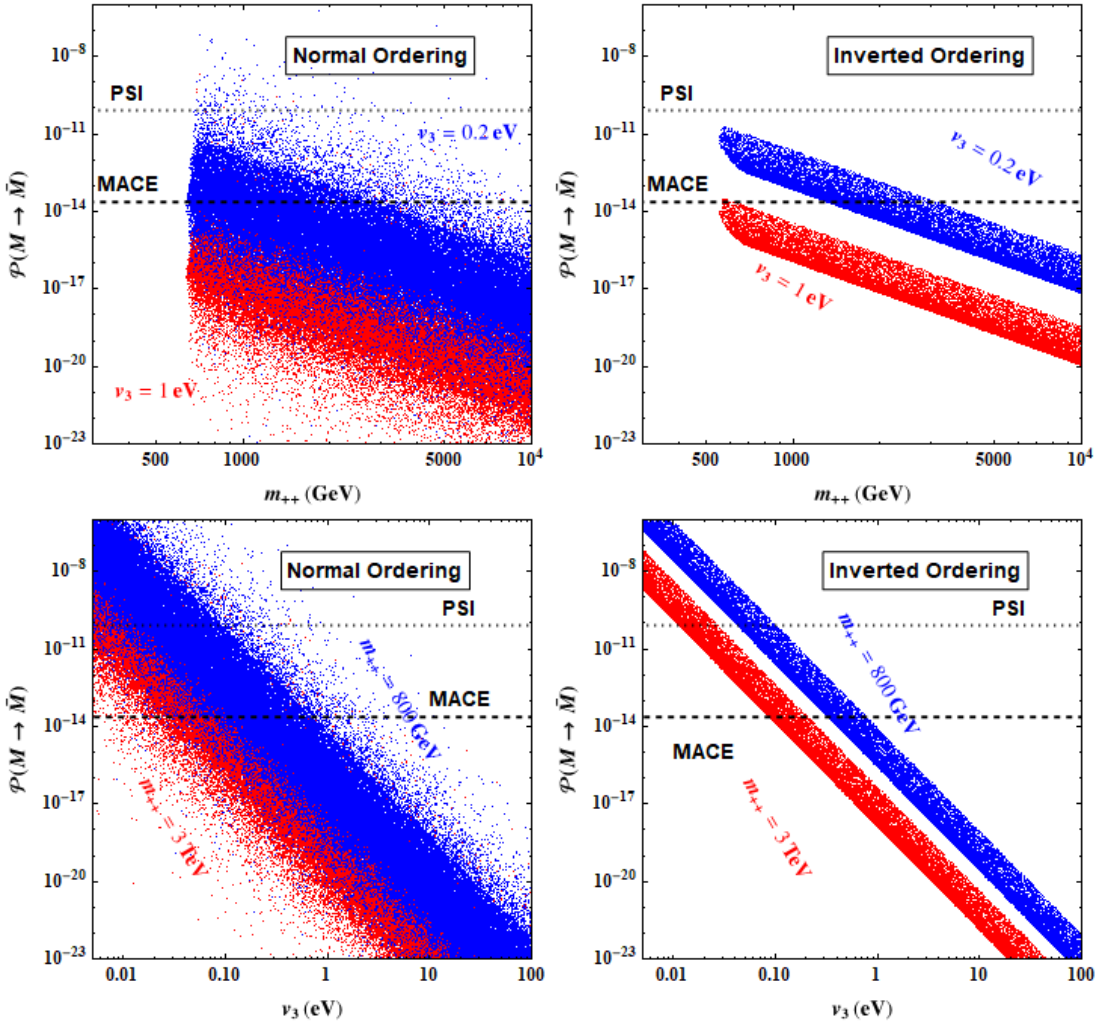 Normal Ordering
PSI
v₃ = 0.2 eV
MACE
v₃ = 1 eV
10⁻⁸
10⁻¹¹
10⁻¹⁴
10⁻¹⁷
10⁻²⁰
10⁻²³
𝒫(M → M̄)
500
1000
5000
10⁴
m₊₊ (GeV)
Inverted Ordering
PSI
v₃ = 0.2 eV
MACE
v₃ = 1 eV
10⁻⁸
10⁻¹¹
10⁻¹⁴
10⁻¹⁷
10⁻²⁰
10⁻²³
𝒫(M → M̄)
500
1000
5000
10⁴
m₊₊ (GeV)
Normal Ordering
PSI
m₊₊ = 800 GeV
MACE
m₊₊ = 3 TeV
10⁻⁸
10⁻¹¹
10⁻¹⁴
10⁻¹⁷
10⁻²⁰
10⁻²³
𝒫(M → M̄)
0.01
0.10
1
10
100
v₃ (eV)
Inverted Ordering
PSI
m₊₊ = 800 GeV
MACE
m₊₊ = 3 TeV
10⁻⁸
10⁻¹¹
10⁻¹⁴
10⁻¹⁷
10⁻²⁰
10⁻²³
𝒫(M → M̄)
0.01
0.10
1
10
100
v₃ (eV)